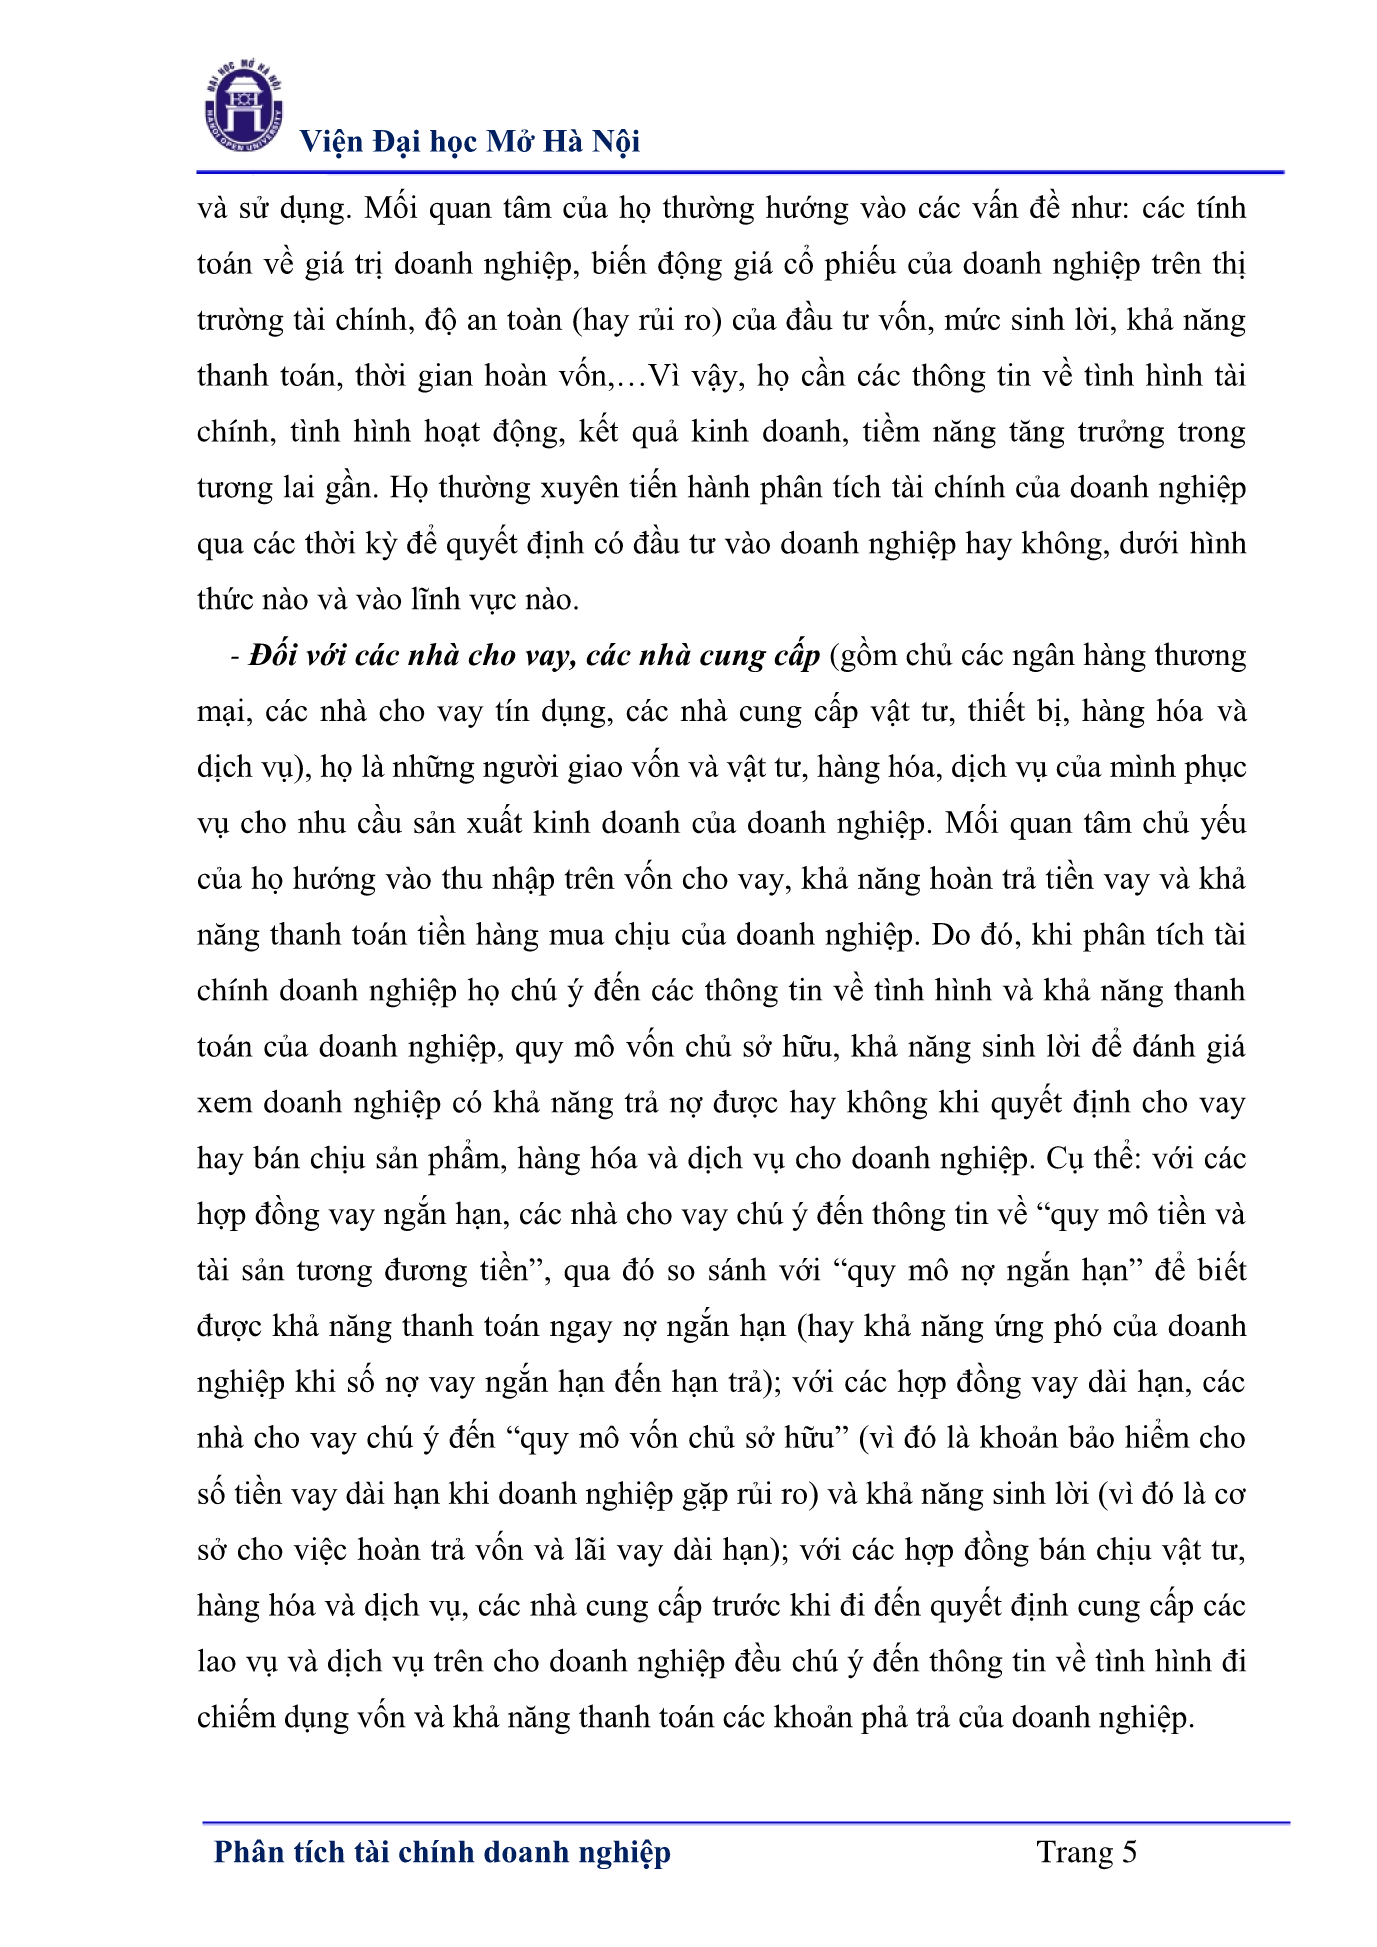 ĐẠI HỌC MỞ HÀ NỘI
HANOI OPEN UNIVERSITY
Viện Đại học Mở Hà Nội
và sử dụng. Mối quan tâm của họ thường hướng vào các vấn đề như: các tính
toán về giá trị doanh nghiệp, biến động giá cổ phiếu của doanh nghiệp trên thị
trường tài chính, độ an toàn (hay rủi ro) của đầu tư vốn, mức sinh lời, khả năng
thanh toán, thời gian hoàn vốn,…Vì vậy, họ cần các thông tin về tình hình tài
chính, tình hình hoạt động, kết quả kinh doanh, tiềm năng tăng trưởng trong
tương lai gần. Họ thường xuyên tiến hành phân tích tài chính của doanh nghiệp
qua các thời kỳ để quyết định có đầu tư vào doanh nghiệp hay không, dưới hình
thức nào và vào lĩnh vực nào.
- Đối với các nhà cho vay, các nhà cung cấp (gồm chủ các ngân hàng thương
mại, các nhà cho vay tín dụng, các nhà cung cấp vật tư, thiết bị, hàng hóa và
dịch vụ), họ là những người giao vốn và vật tư, hàng hóa, dịch vụ của mình phục
vụ cho nhu cầu sản xuất kinh doanh của doanh nghiệp. Mối quan tâm chủ yếu
của họ hướng vào thu nhập trên vốn cho vay, khả năng hoàn trả tiền vay và khả
năng thanh toán tiền hàng mua chịu của doanh nghiệp. Do đó, khi phân tích tài
chính doanh nghiệp họ chú ý đến các thông tin về tình hình và khả năng thanh
toán của doanh nghiệp, quy mô vốn chủ sở hữu, khả năng sinh lời để đánh giá
xem doanh nghiệp có khả năng trả nợ được hay không khi quyết định cho vay
hay bán chịu sản phẩm, hàng hóa và dịch vụ cho doanh nghiệp. Cụ thể: với các
hợp đồng vay ngắn hạn, các nhà cho vay chú ý đến thông tin về “quy mô tiền và
tài sản tương đương tiền”, qua đó so sánh với “quy mô nợ ngắn hạn” để biết
được khả năng thanh toán ngay nợ ngắn hạn (hay khả năng ứng phó của doanh
nghiệp khi số nợ vay ngắn hạn đến hạn trả); với các hợp đồng vay dài hạn, các
nhà cho vay chú ý đến “quy mô vốn chủ sở hữu” (vì đó là khoản bảo hiểm cho
số tiền vay dài hạn khi doanh nghiệp gặp rủi ro) và khả năng sinh lời (vì đó là cơ
sở cho việc hoàn trả vốn và lãi vay dài hạn); với các hợp đồng bán chịu vật tư,
hàng hóa và dịch vụ, các nhà cung cấp trước khi đi đến quyết định cung cấp các
lao vụ và dịch vụ trên cho doanh nghiệp đều chú ý đến thông tin về tình hình đi
chiếm dụng vốn và khả năng thanh toán các khoản phả trả của doanh nghiệp.
Phân tích tài chính doanh nghiệp Trang 5